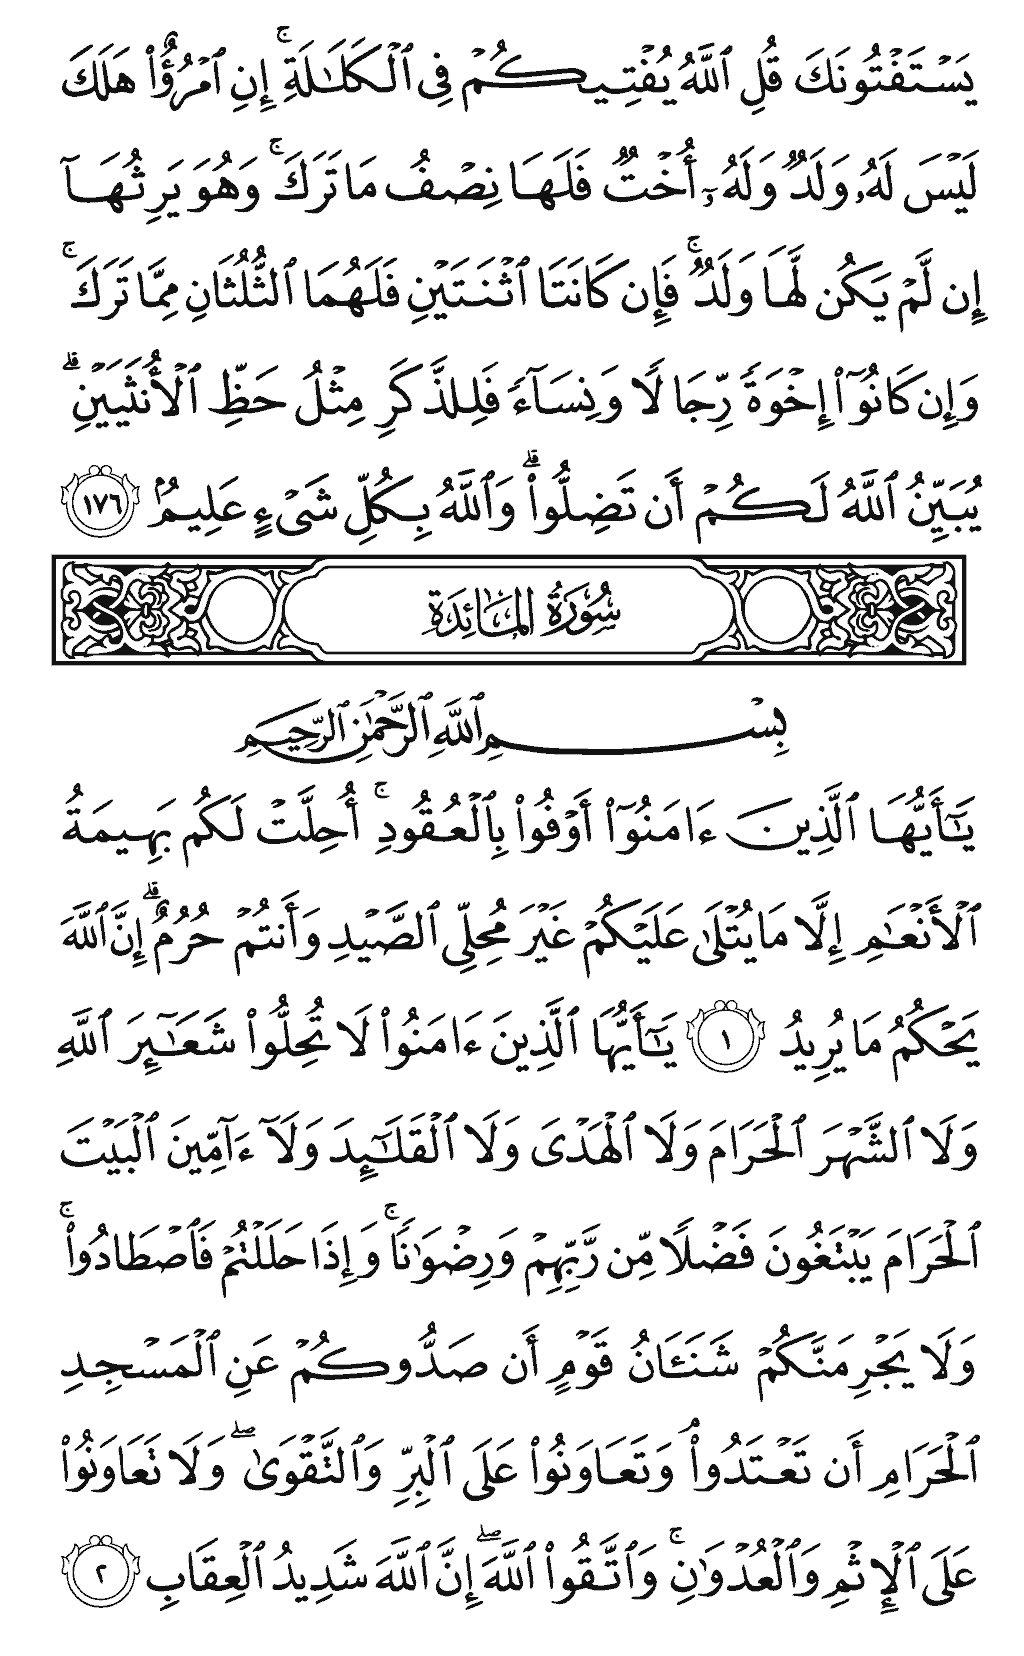 يَسۡتَفۡتُونَكَ قُلِ ٱللَّهُ يُفۡتِيكُمۡ فِي ٱلۡكَلَٰلَةِۚ إِنِ ٱمۡرُؤٌاْ هَلَكَ
لَيۡسَ لَهُۥ وَلَدٞ وَلَهُۥٓ أُخۡتٞ فَلَهَا نِصۡفُ مَا تَرَكَۚ وَهُوَ يَرِثُهَآ
إِن لَّمۡ يَكُن لَّهَا وَلَدٞۚ فَإِن كَانَتَا ٱثۡنَتَيۡنِ فَلَهُمَا ٱلثُّلُثَانِ مِمَّا تَرَكَۚ
وَإِن كَانُوٓاْ إِخۡوَةٗ رِّجَالٗا وَنِسَآءٗ فَلِلذَّكَرِ مِثۡلُ حَظِّ ٱلۡأُنثَيَيۡنِۗ
يُبَيِّنُ ٱللَّهُ لَكُمۡ أَن تَضِلُّواْۗ وَٱللَّهُ بِكُلِّ شَيۡءٍ عَلِيمُۢ ١٧٦
سُورَةُ المَائِدَةِ
بِسۡمِ ٱللَّهِ ٱلرَّحۡمَٰنِ ٱلرَّحِيمِ
يَٰٓأَيُّهَا ٱلَّذِينَ ءَامَنُوٓاْ أَوۡفُواْ بِٱلۡعُقُودِۚ أُحِلَّتۡ لَكُم بَهِيمَةُ
ٱلۡأَنۡعَٰمِ إِلَّا مَا يُتۡلَىٰ عَلَيۡكُمۡ غَيۡرَ مُحِلِّي ٱلصَّيۡدِ وَأَنتُمۡ حُرُمٌۗ إِنَّ ٱللَّهَ
يَحۡكُمُ مَا يُرِيدُ ١ يَٰٓأَيُّهَا ٱلَّذِينَ ءَامَنُواْ لَا تُحِلُّواْ شَعَٰٓئِرَ ٱللَّهِ
وَلَا ٱلشَّهۡرَ ٱلۡحَرَامَ وَلَا ٱلۡهَدۡيَ وَلَا ٱلۡقَلَٰٓئِدَ وَلَآ ءَآمِّينَ ٱلۡبَيۡتَ
ٱلۡحَرَامَ يَبۡتَغُونَ فَضۡلٗا مِّن رَّبِّهِمۡ وَرِضۡوَٰنٗاۚ وَإِذَا حَلَلۡتُمۡ فَٱصۡطَادُواْۚ
وَلَا يَجۡرِمَنَّكُمۡ شَنَـَٔانُ قَوۡمٍ أَن صَدُّوكُمۡ عَنِ ٱلۡمَسۡجِدِ
ٱلۡحَرَامِ أَن تَعۡتَدُواْۘ وَتَعَاوَنُواْ عَلَى ٱلۡبِرِّ وَٱلتَّقۡوَىٰۖ وَلَا تَعَاوَنُواْ
عَلَى ٱلۡإِثۡمِ وَٱلۡعُدۡوَٰنِۚ وَٱتَّقُواْ ٱللَّهَۖ إِنَّ ٱللَّهَ شَدِيدُ ٱلۡعِقَابِ ٢